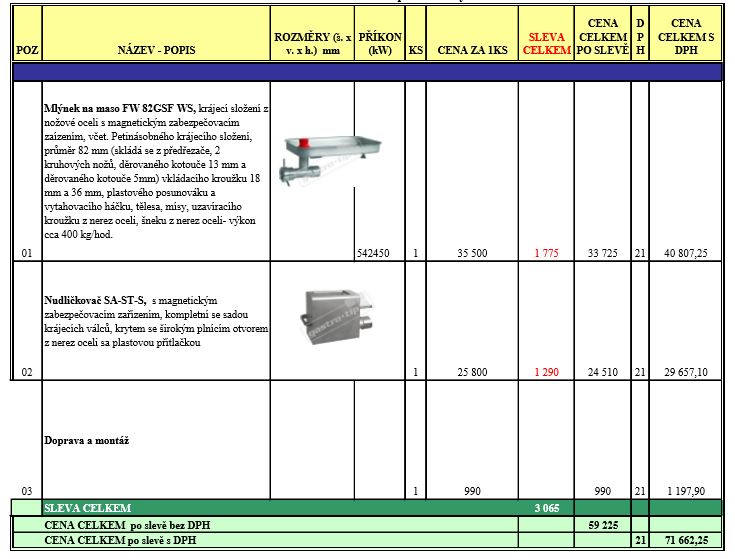 POZ NÁZEV - POPIS ROZMĚRY (š. x v. x h.) mm PŘÍKON (kW) KS CENA ZA 1KS SLEVA CELKEM CENA CELKEM PO SLEVĚ DPH CENA CELKEM S DPH
Mlýnek na maso FW 82GSF WS, krájecí složení z
nožové oceli s magnetickým zabezpečovacím
zaízením, včet. Petinásobného krájecího složení,
průměr 82 mm (skládá se z předřezače, 2
kruhových nožů, děrovaného kotouče 13 mm a
děrovaného kotouče 5mm) vkládacího kroužku 18
mm a 36 mm, plastového posunováku a
vytahovacího háčku, tělesa, mísy, uzavíracího
kroužku z nerez oceli, šneku z nerez oceli- výkon
cca 400 kg/hod.
01 542450 1 35 500 1 775 33 725 21 40 807,25
Nudličkovač SA-ST-S, s magnetickým
zabezpečovacím zařízením, kompletní se sadou
krájecích válců, krytem se širokým plnícím otvorem
z nerez oceli sa plastovou přítlačkou
02 1 25 800 1 290 24 510 21 29 657,10
Doprava a montáž
03 1 990 990 21 1 197,90
SLEVA CELKEM 3 065
CENA CELKEM po slevě bez DPH 59 225
CENA CELKEM po slevě s DPH 21 71 662,25